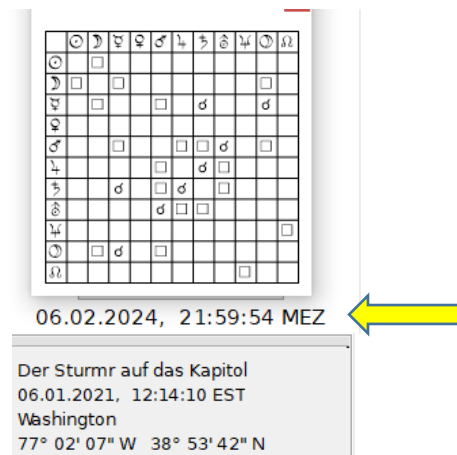 06.02.2024, 21:59:54 MEZ
Der Sturmr auf das Kapitol
06.01.2021, 12:14:10 EST
Washington
77° 02' 07" W 38° 53' 42" N